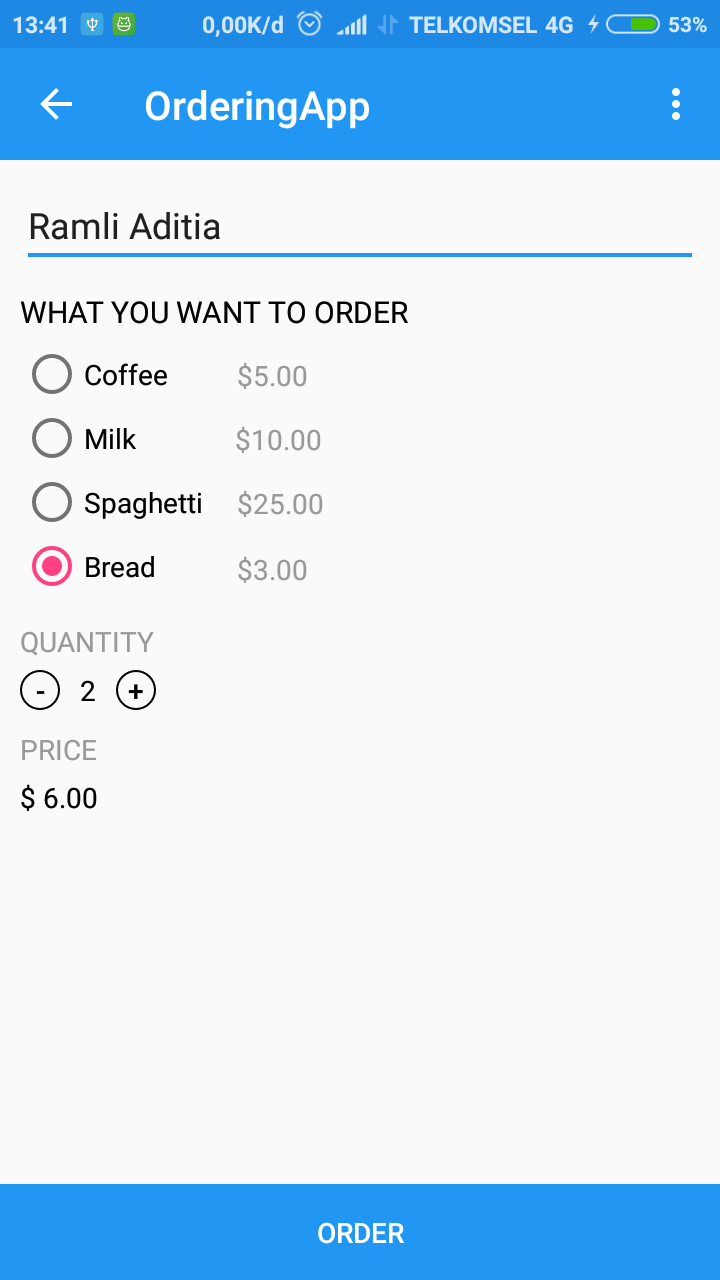 13:41 0,00K/d TELKOMSEL 4G 53%
OrderingApp
Ramli Aditia
WHAT YOU WANT TO ORDER
Coffee $5.00
Milk $10.00
Spaghetti $25.00
Bread $3.00
QUANTITY
- 2 +
PRICE
$ 6.00
ORDER